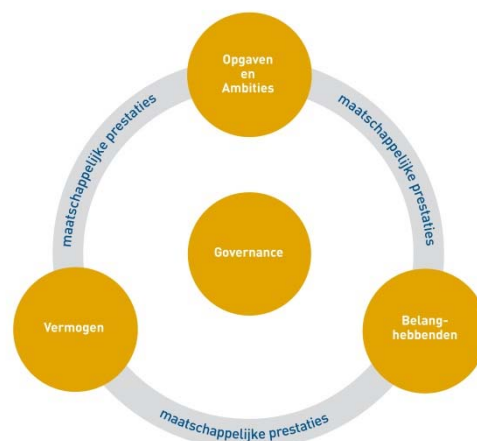 Opgaven
en
Ambities
maatschappelijke prestaties
maatschappelijke prestaties
Governance
Vermogen
Belang-
hebbenden
maatschappelijke prestaties